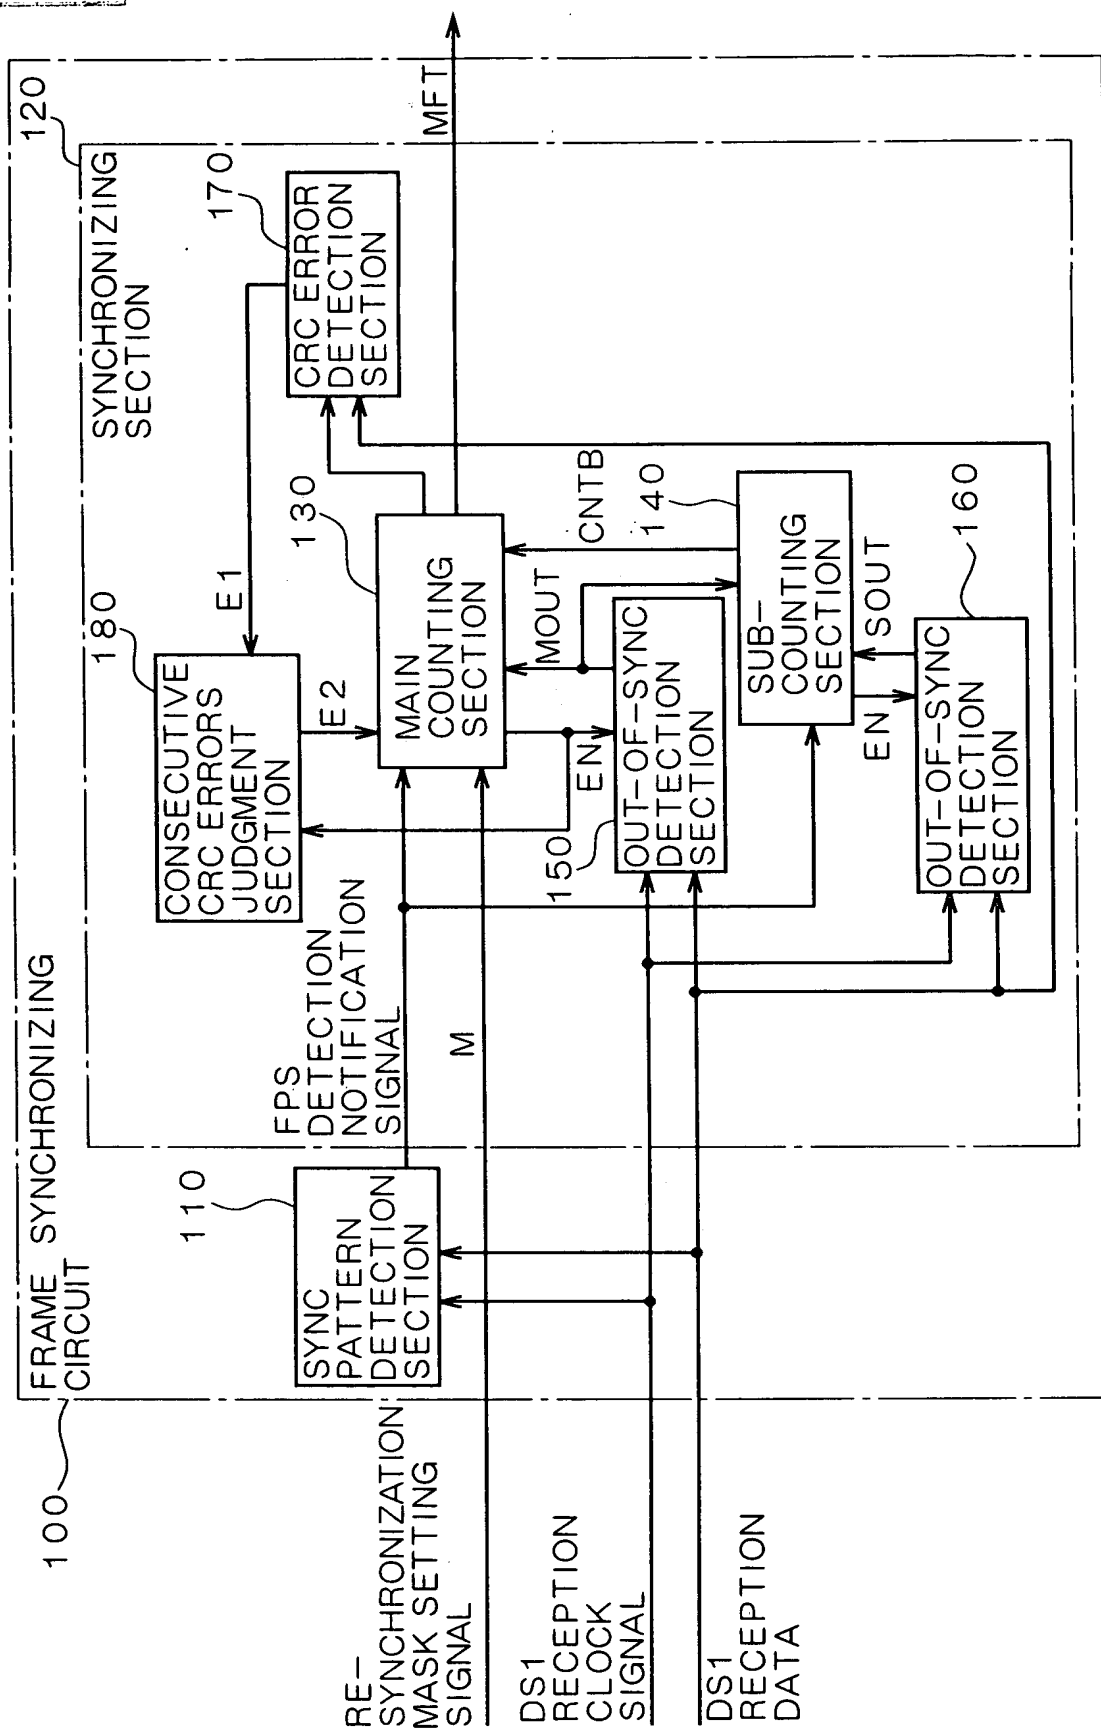 100
FRAME SYNCHRONIZING
CIRCUIT
120
SYNCHRONIZING
SECTION
RE-
SYNCHRONIZATION
MASK SETTING
SIGNAL
DS1
RECEPTION
CLOCK
SIGNAL
DS1
RECEPTION
DATA
110
SYNC
PATTERN
DETECTION
SECTION
FPS
DETECTION
NOTIFICATION
SIGNAL
M
180
CONSECUTIVE
CRC ERRORS
JUDGMENT
SECTION
E1
E2
170
CRC ERROR
DETECTION
SECTION
130
MAIN
COUNTING
SECTION
MFT
EN
MOUT
CNTB
150
OUT-OF-SYNC
DETECTION
SECTION
140
SUB-
COUNTING
SECTION
EN
SOUT
160
OUT-OF-SYNC
DETECTION
SECTION